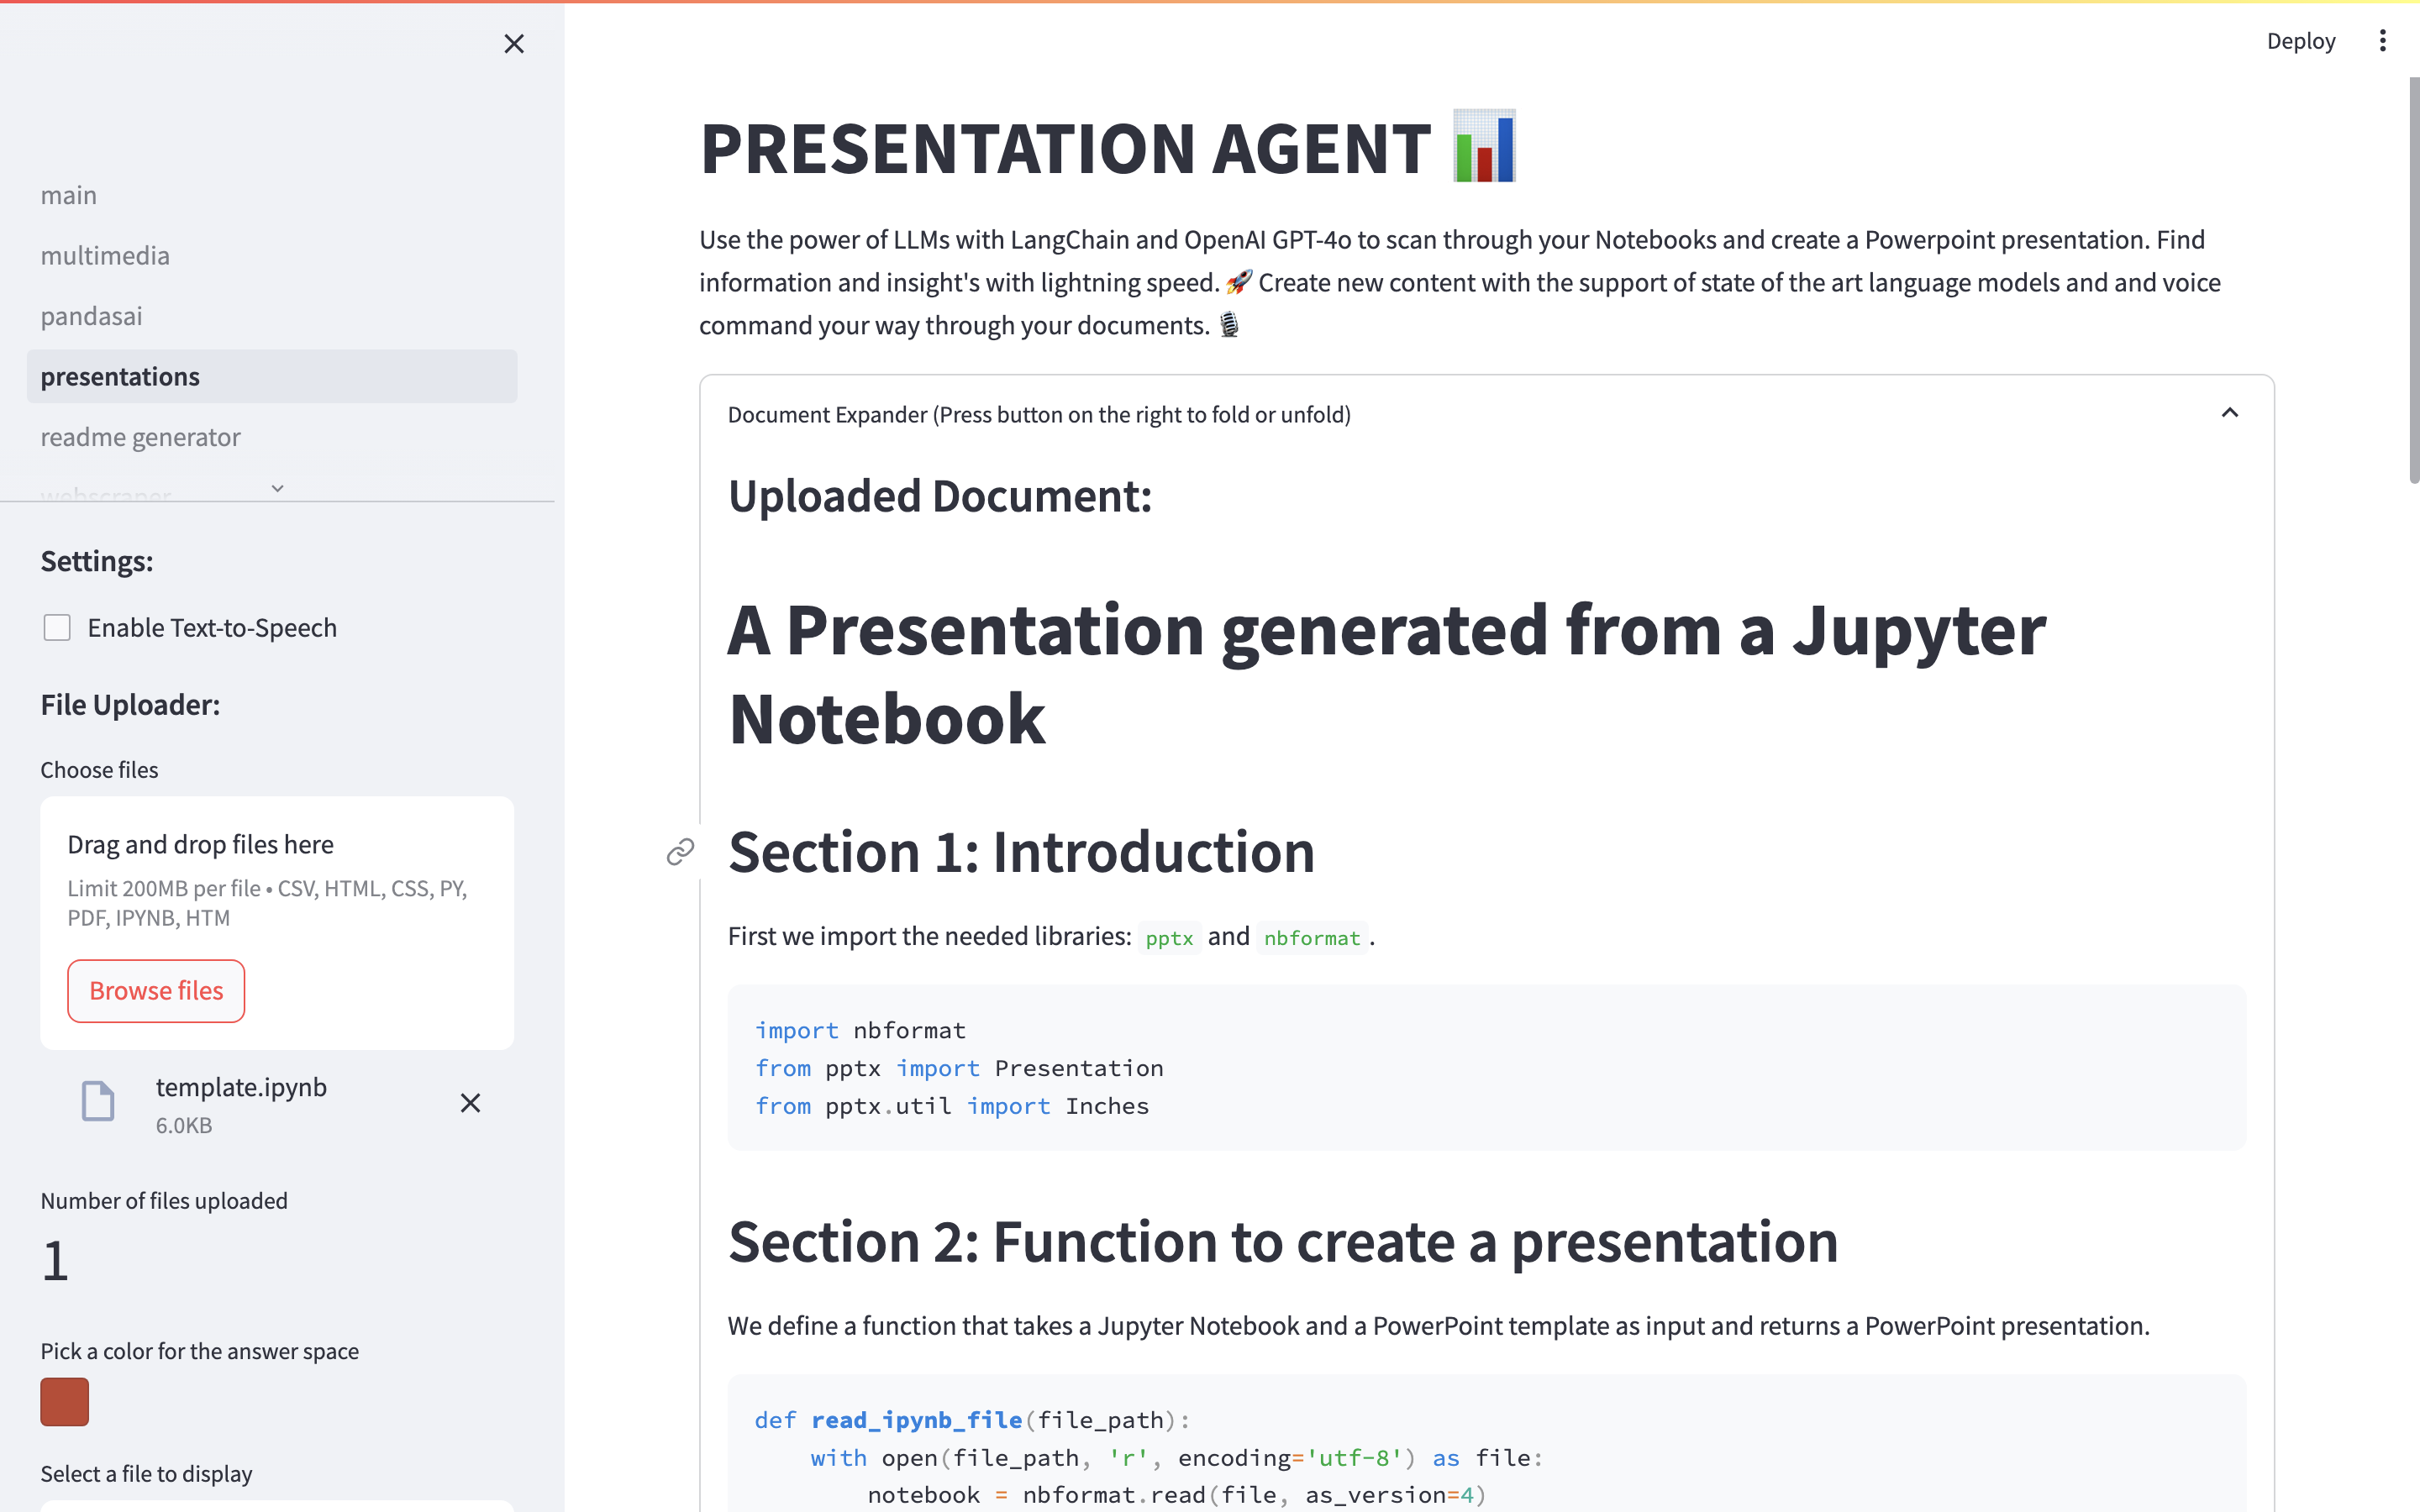 main
multimedia
pandasai
presentations
readme generator
webscraper
Settings:
Enable Text-to-Speech
File Uploader:
Choose files
Drag and drop files here
Limit 200MB per file • CSV, HTML, CSS, PY,
PDF, IPYNB, HTM
Browse files
template.ipynb
6.0KB
Number of files uploaded
1
Pick a color for the answer space
Select a file to display
Deploy
PRESENTATION AGENT 📊
Use the power of LLMs with LangChain and OpenAI GPT-4o to scan through your Notebooks and create a Powerpoint presentation. Find
information and insight's with lightning speed. 🚀 Create new content with the support of state of the art language models and and voice
command your way through your documents. 🎙️
Document Expander (Press button on the right to fold or unfold)
Uploaded Document:
A Presentation generated from a Jupyter
Notebook
Section 1: Introduction
First we import the needed libraries: pptx and nbformat.
import nbformat
from pptx import Presentation
from pptx.util import Inches
Section 2: Function to create a presentation
We define a function that takes a Jupyter Notebook and a PowerPoint template as input and returns a PowerPoint presentation.
def read_ipynb_file(file_path):
    with open(file_path, 'r', encoding='utf-8') as file:
        notebook = nbformat.read(file, as_version=4)